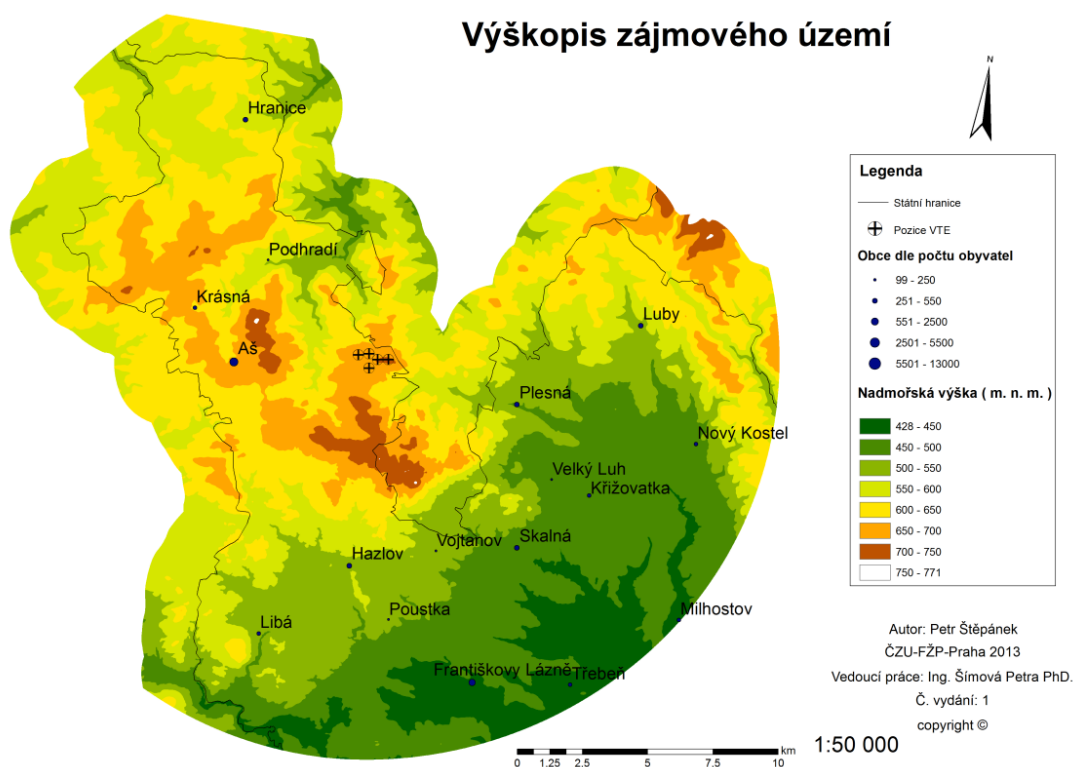 Výškopis zájmového území
N
Hranice
Podhradí
Krásná
Aš
Luby
Plesná
Nový Kostel
Velký Luh
Křižovatka
Vojtanov
Skalná
Hazlov
Poustka
Milhostov
Libá
Františkovy Lázně
Třebeň
Legenda
Státní hranice
Pozice VTE
Obce dle počtu obyvatel
99 - 250
251 - 550
551 - 2500
2501 - 5500
5501 - 13000
Nadmořská výška ( m. n. m. )
428 - 450
450 - 500
500 - 550
550 - 600
600 - 650
650 - 700
700 - 750
750 - 771
Autor: Petr Štěpánek
ČZU-FŽP-Praha 2013
Vedoucí práce: Ing. Šímová Petra PhD.
Č. vydání: 1
copyright ©
km
0 1.25 2.5 5 7.5 10
1:50 000